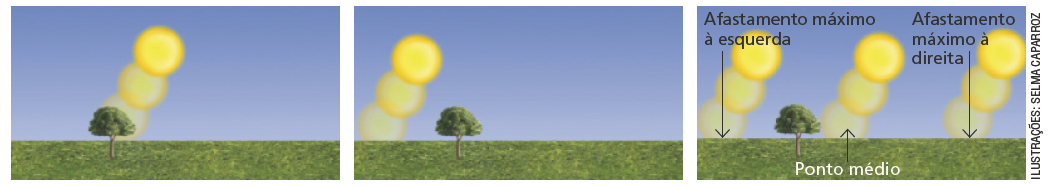 Afastamento máximo
à esquerda
Afastamento
máximo à
direita
Ponto médio
ILUSTRAÇÕES: SELMA CAPARROZ